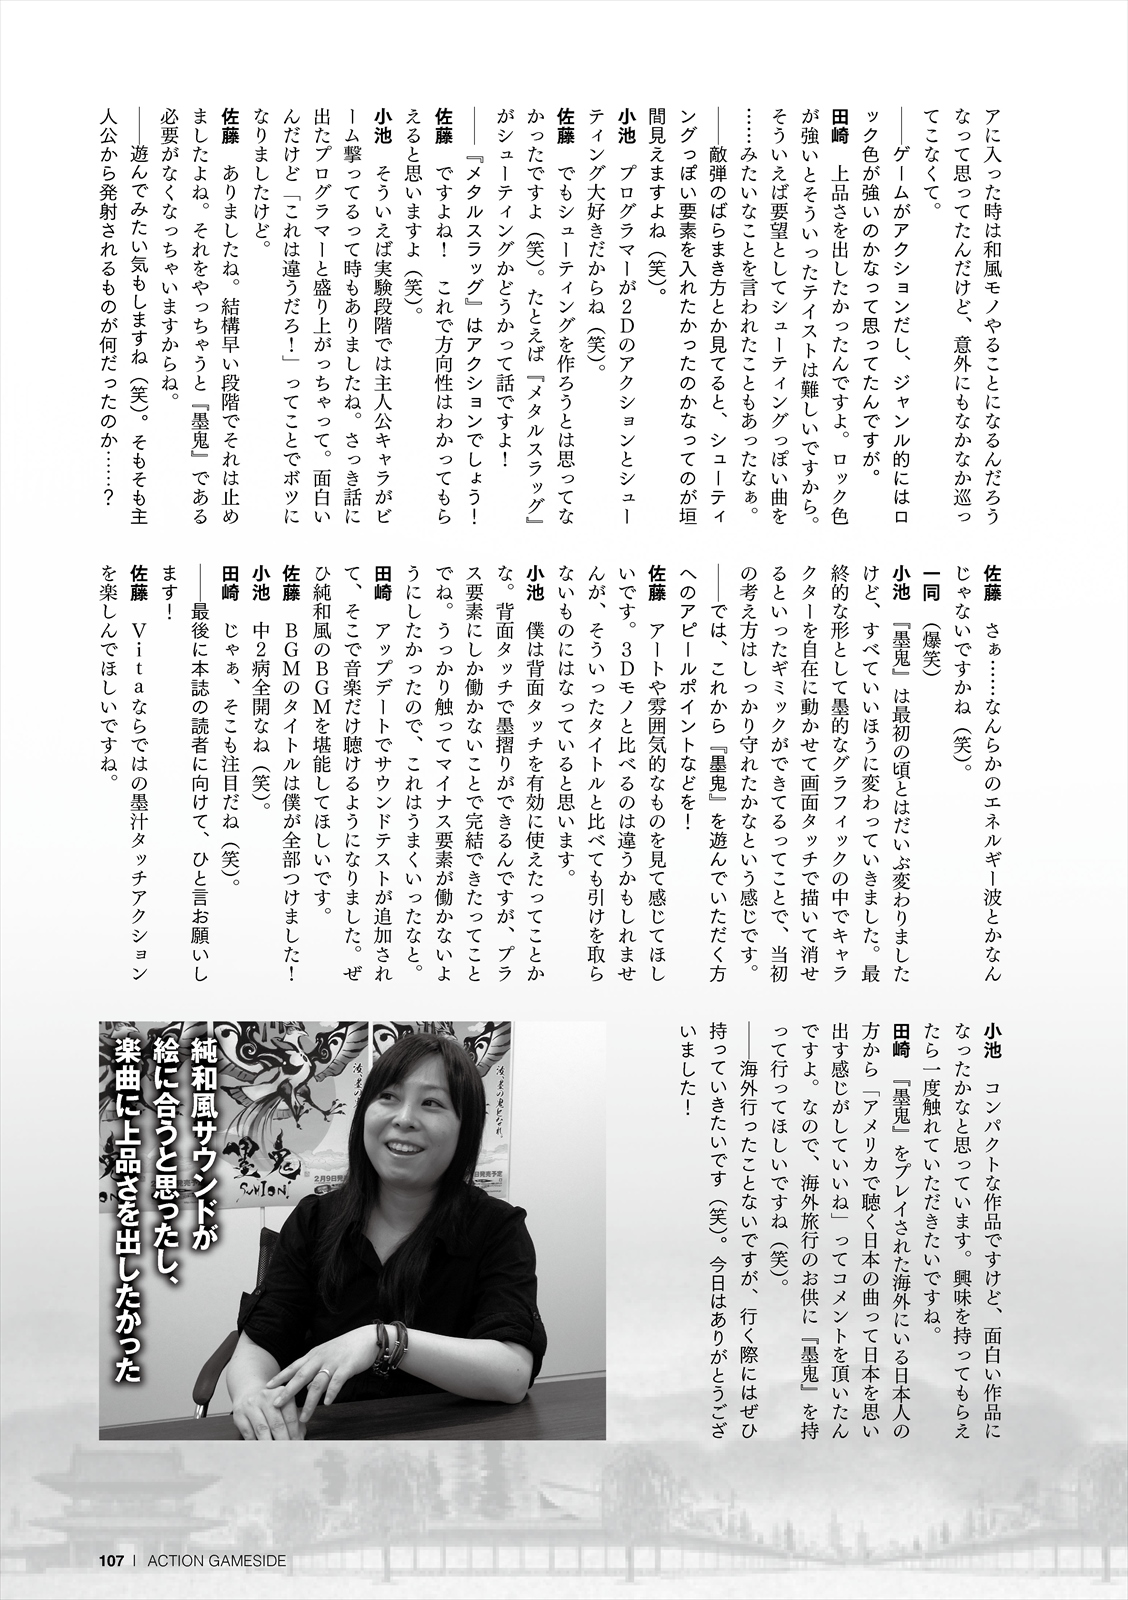 アに入った時は和風モノやることになるんだろう
なって思ってたんだけど、意外にもなかなか巡っ
てこなくて。
――ゲームがアクションだし、ジャンル的にはロ
ック色が強いのかなって思ってたんですが。
田崎　上品さを出したかったんですよ。ロック色
が強いとそういったテイストは難しいですから。
そういえば要望としてシューティングっぽい曲を
……みたいなことを言われたこともあったなぁ。
――敵弾のばらまき方とか見てると、シューティ
ングっぽい要素を入れたかったのかなってのが垣
間見えますよね（笑）。
小池　プログラマーが２Ｄのアクションとシュー
ティング大好きだからね（笑）。
佐藤　でもシューティングを作ろうとは思ってな
かったですよ（笑）。たとえば『メタルスラッグ』
がシューティングかどうかって話ですよ！
――『メタルスラッグ』はアクションでしょう！
佐藤　ですよね！　これで方向性はわかってもら
えると思いますよ（笑）。
小池　そういえば実験段階では主人公キャラがビ
ーム撃ってるって時もありましたね。さっき話に
出たプログラマーと盛り上がっちゃって。面白い
んだけど「これは違うだろ！」ってことでボツに
なりましたけど。
佐藤　ありましたね。結構早い段階でそれは止め
ましたよね。それをやっちゃうと『墨鬼』である
必要がなくなっちゃいますからね。
――遊んでみたい気もしますね（笑）。そもそも主
人公から発射されるものが何だったのか……？
佐藤　さぁ……なんらかのエネルギー波とかなん
じゃないですかね（笑）。
一同　（爆笑）
小池　『墨鬼』は最初の頃とはだいぶ変わりました
けど、すべていいほうに変わっていきました。最
終的な形として墨的なグラフィックの中でキャラ
クターを自在に動かせて画面タッチで描いて消せ
るといったギミックができてるってことで、当初
の考え方はしっかり守れたかなという感じです。
――では、これから『墨鬼』を遊んでいただく方
へのアピールポイントなどを！
佐藤　アートや雰囲気的なものを見て感じてほし
いです。３Ｄモノと比べるのは違うかもしれませ
んが、そういったタイトルと比べても引けを取ら
ないものにはなっていると思います。
小池　僕は背面タッチを有効に使えたってことか
な。背面タッチで墨摺りができるんですが、プラ
ス要素にしか働かないことで完結できたってこと
でね。うっかり触ってマイナス要素が働かないよ
うにしたかったので、これはうまくいったなと。
田崎　アップデートでサウンドテストが追加され
て、そこで音楽だけ聴けるようになりました。ぜ
ひ純和風のＢＧＭを堪能してほしいです。
佐藤　ＢＧＭのタイトルは僕が全部つけました！
小池　中２病全開なね（笑）。
田崎　じゃぁ、そこも注目だね（笑）。
――最後に本誌の読者に向けて、ひと言お願いし
ます！
佐藤　Ｖｉｔａならではの墨汁タッチアクション
を楽しんでほしいですね。
小池　コンパクトな作品ですけど、面白い作品に
なったかなと思っています。興味を持ってもらえ
たら一度触れていただきたいですね。
田崎　『墨鬼』をプレイされた海外にいる日本人の
方から「アメリカで聴く日本の曲って日本を思い
出す感じがしていいね」ってコメントを頂いたん
ですよ。なので、海外旅行のお供に『墨鬼』を持
って行ってほしいですね（笑）。
――海外行ったことないですが、行く際にはぜひ
持っていきたいです（笑）。今日はありがとうござ
いました！
純和風サウンドが
絵に合うと思ったし、
楽曲に上品さを出したかった
墨鬼
SUMIONI
107 | ACTION GAMESIDE